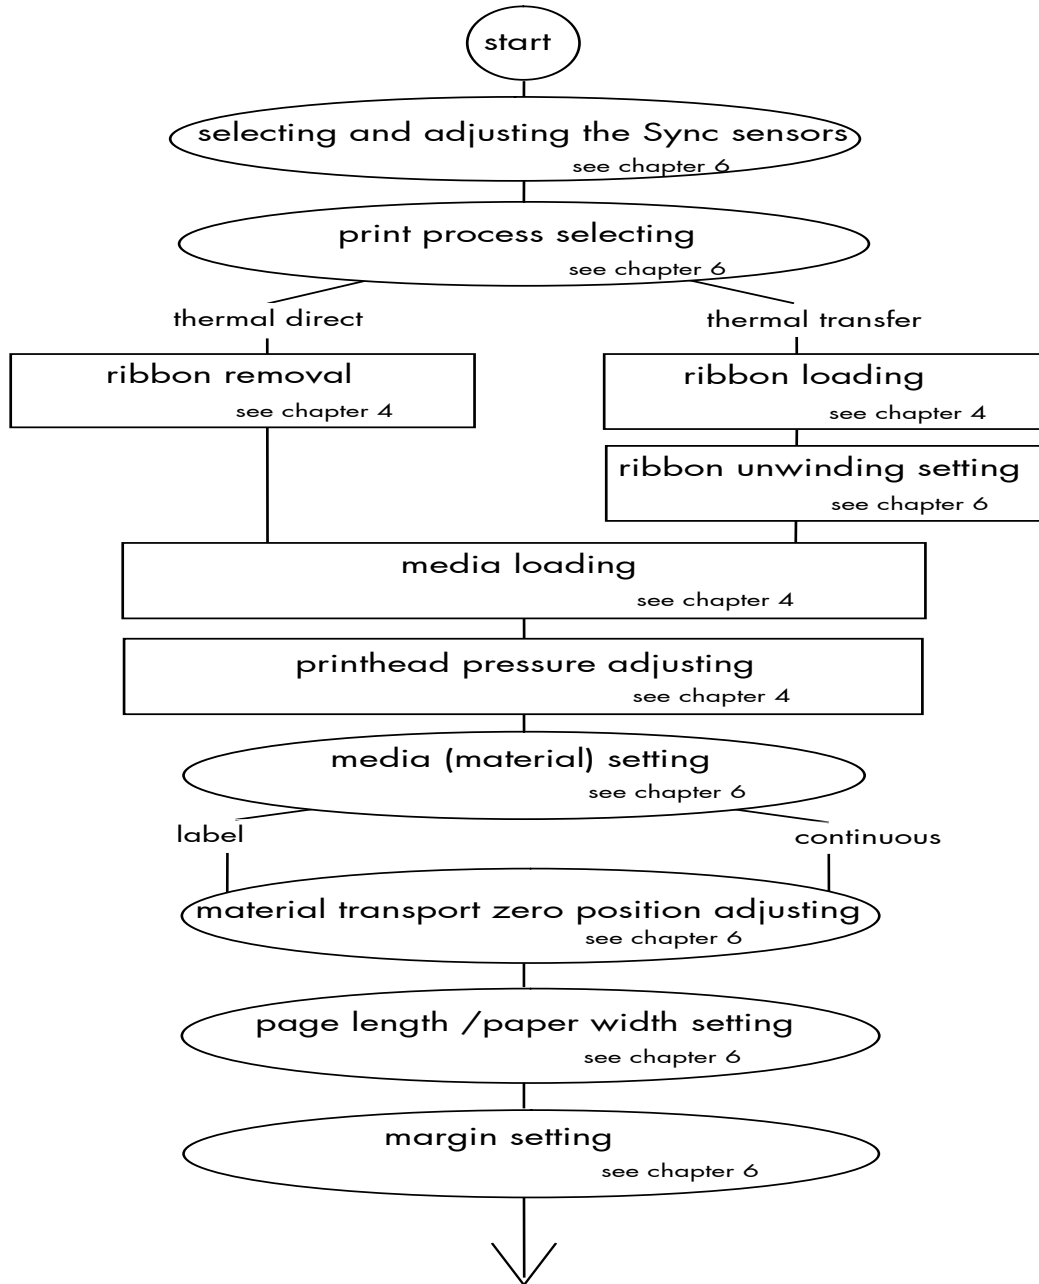 start
selecting and adjusting the Sync sensors
see chapter 6
print process selecting
see chapter 6
thermal direct
thermal transfer
ribbon removal
see chapter 4
ribbon loading
see chapter 4
ribbon unwinding setting
see chapter 6
media loading
see chapter 4
printhead pressure adjusting
see chapter 4
media (material) setting
see chapter 6
label
continuous
material transport zero position adjusting
see chapter 6
page length /paper width setting
see chapter 6
margin setting
see chapter 6